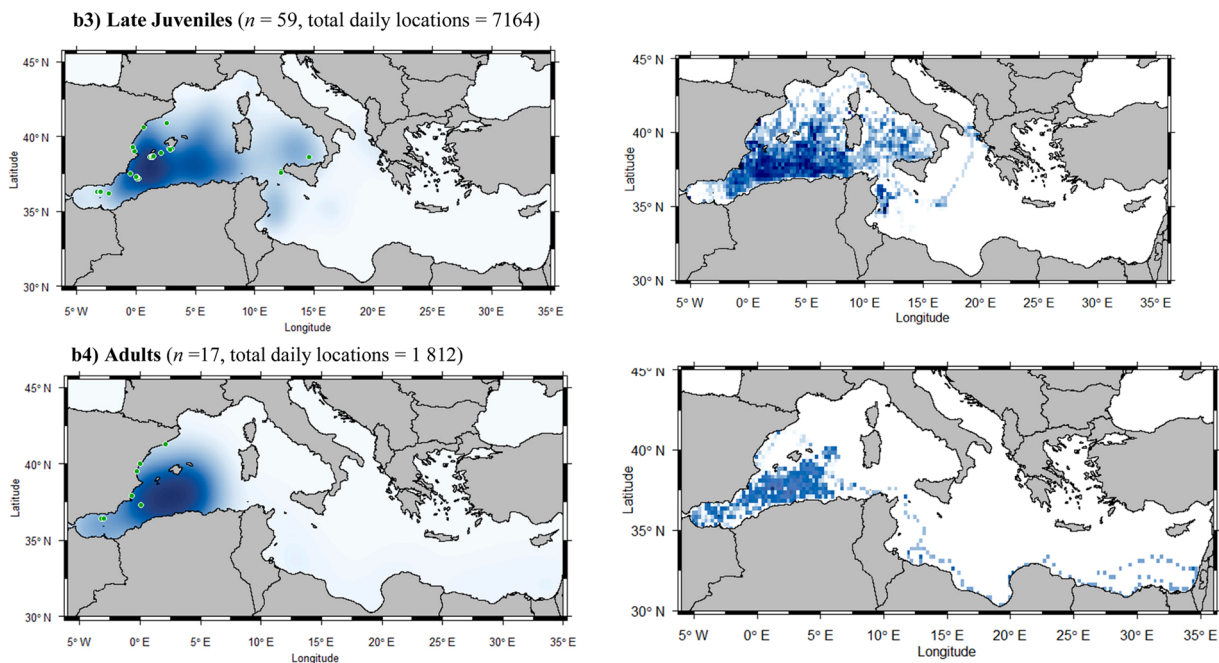 b3) Late Juveniles (n = 59, total daily locations = 7164)
45° N
40° N
35° N
30° N
Latitude
5° W 0° E 5° E 10° E 15° E 20° E 25° E 30° E 35° E
Longitude
45° N
40° N
35° N
30° N
Latitude
5° W 0° E 5° E 10° E 15° E 20° E 25° E 30° E 35° E
Longitude
b4) Adults (n =17, total daily locations = 1 812)
45° N
40° N
35° N
30° N
Latitude
5° W 0° E 5° E 10° E 15° E 20° E 25° E 30° E 35° E
Longitude
45° N
40° N
35° N
30° N
Latitude
5° W 0° E 5° E 10° E 15° E 20° E 25° E 30° E 35° E
Longitude